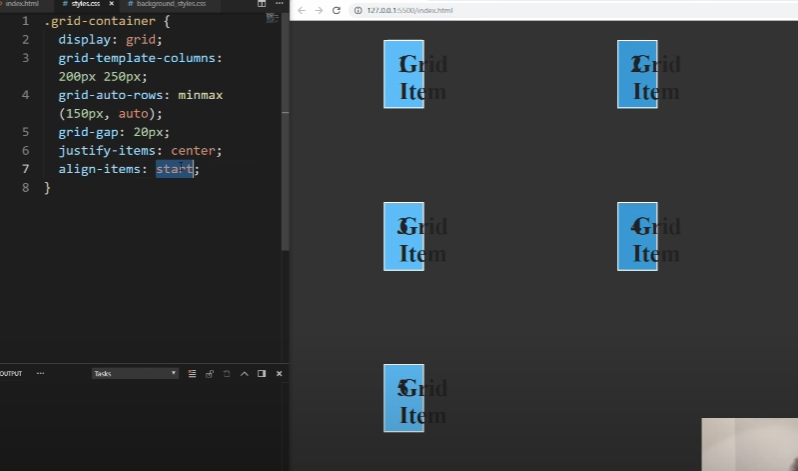 index.html
styles.css
background_styles.css
127.0.0.1:5500/index.html
1 .grid-container {
2 display: grid;
3 grid-template-columns:
200px 250px;
4 grid-auto-rows: minmax
(150px, auto);
5 grid-gap: 20px;
6 justify-items: center;
7 align-items: start;
8 }
1 Grid
Item
2 Grid
Item
3 Grid
Item
4 Grid
Item
5 Grid
Item
OUTPUT
Tasks